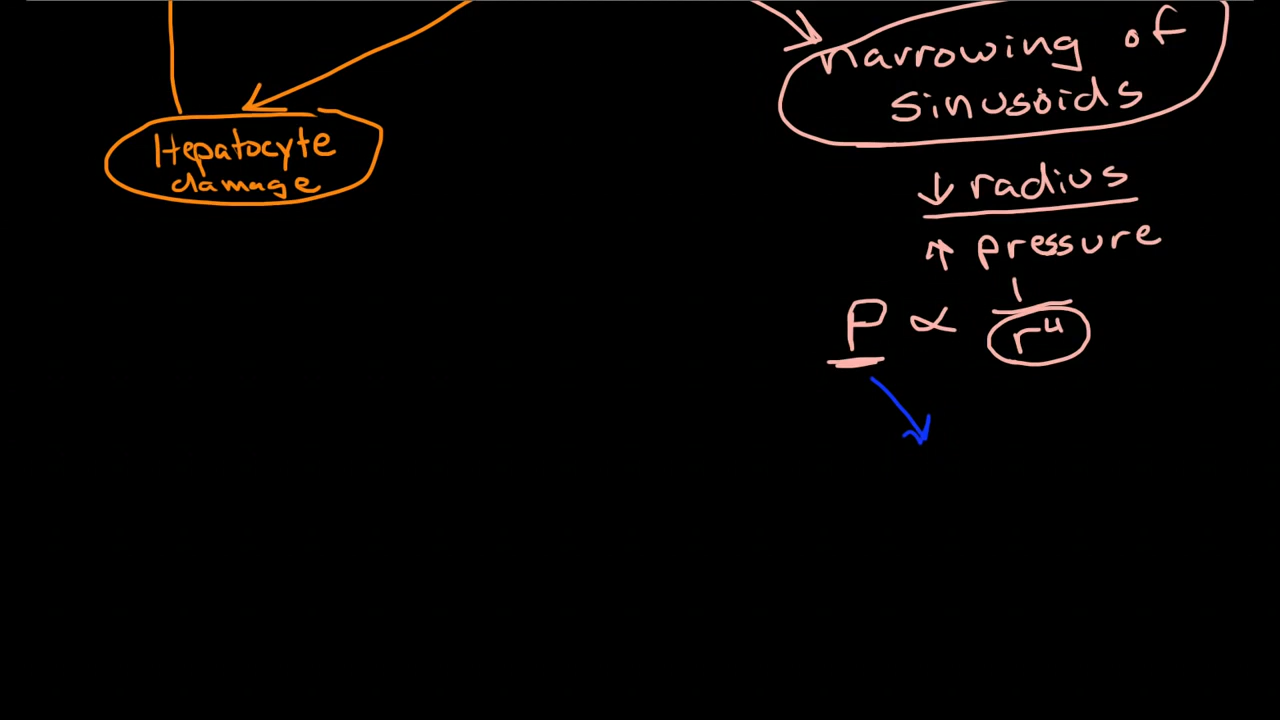 narrowing of
sinusoids
Hepatocyte
damage
↓ radius
↑ pressure
P ∝ 1/r⁴